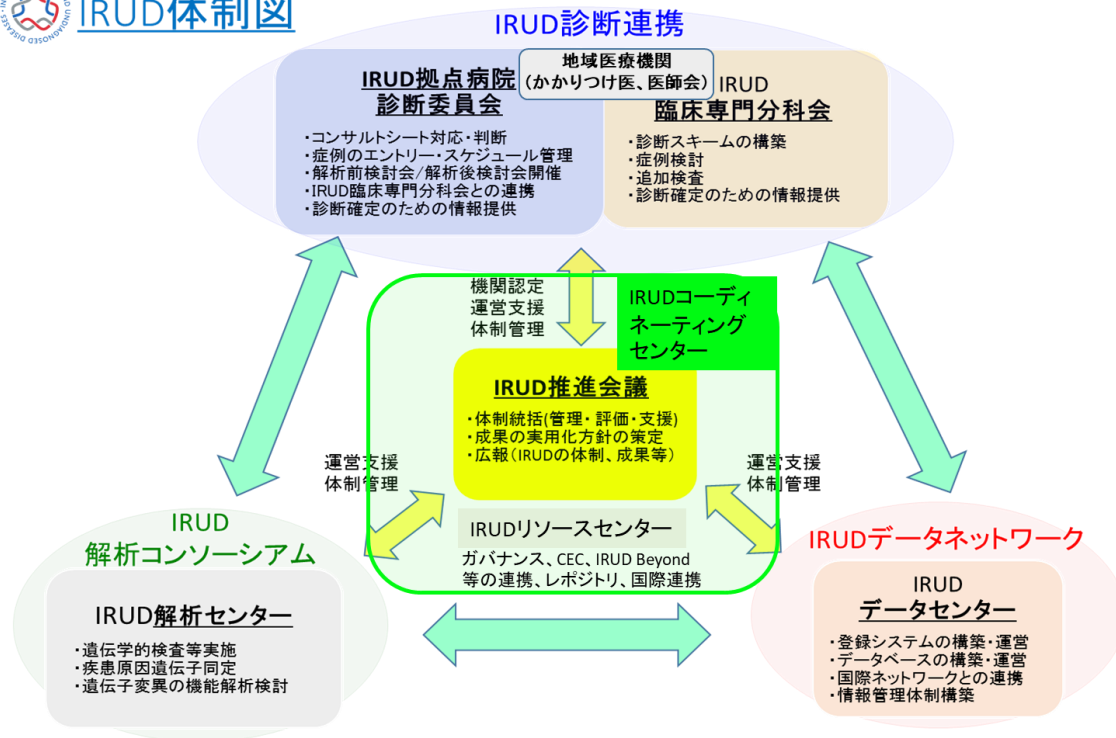 IRUD体制図
IRUD診断連携
地域医療機関
(かかりつけ医、医師会)
IRUD拠点病院
診断委員会
・コンサルトシート対応・判断
・症例のエントリー・スケジュール管理
・解析前検討会/解析後検討会開催
・IRUD臨床専門分科会との連携
・診断確定のための情報提供
IRUD
臨床専門分科会
・診断スキームの構築
・症例検討
・追加検査
・診断確定のための情報提供
機関認定
運営支援
体制管理
IRUDコーディ
ネーティング
センター
IRUD推進会議
・体制統括(管理・評価・支援)
・成果の実用化方針の策定
・広報(IRUDの体制、成果等)
運営支援
体制管理
運営支援
体制管理
IRUDリソースセンター
ガバナンス、CEC、IRUD Beyond
等の連携、レポジトリ、国際連携
IRUD
解析コンソーシアム
IRUD解析センター
・遺伝学的検査等実施
・疾患原因遺伝子同定
・遺伝子変異の機能解析検討
IRUDデータネットワーク
IRUD
データセンター
・登録システムの構築・運営
・データベースの構築・運営
・国際ネットワークとの連携
・情報管理体制構築